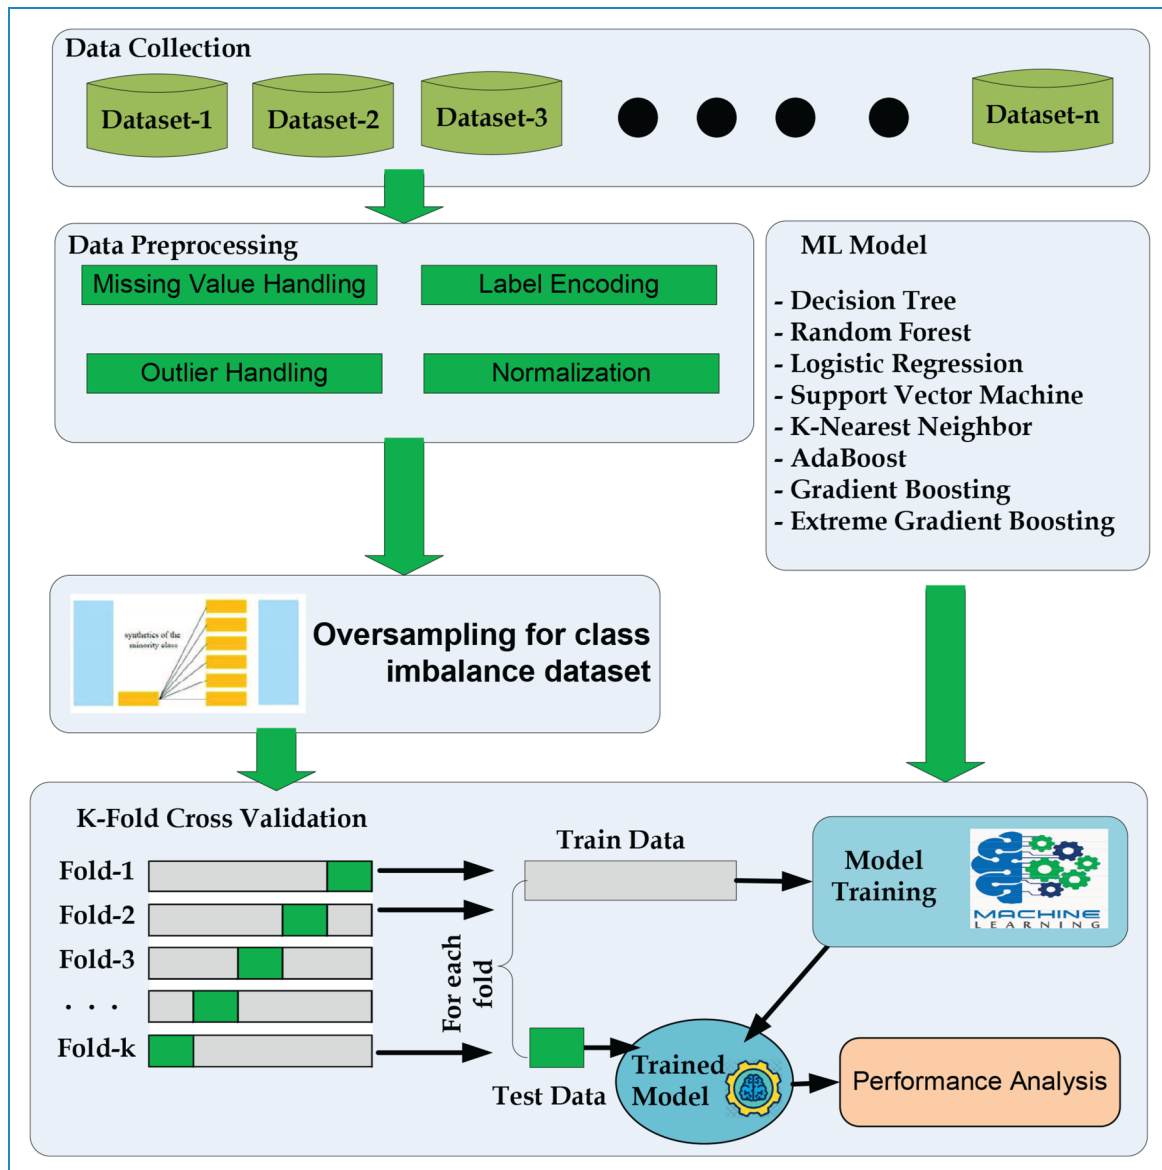 Data Collection
Dataset-1
Dataset-2
Dataset-3
Dataset-n
Data Preprocessing
Missing Value Handling
Label Encoding
Outlier Handling
Normalization
ML Model
- Decision Tree
- Random Forest
- Logistic Regression
- Support Vector Machine
- K-Nearest Neighbor
- AdaBoost
- Gradient Boosting
- Extreme Gradient Boosting
synthetics of the
minority class
Oversampling for class
imbalance dataset
K-Fold Cross Validation
Fold-1
Fold-2
Fold-3
. . .
Fold-k
For each
fold
Train Data
Test Data
Model
Training
MACHINE
LEARNING
Trained
Model
Performance Analysis